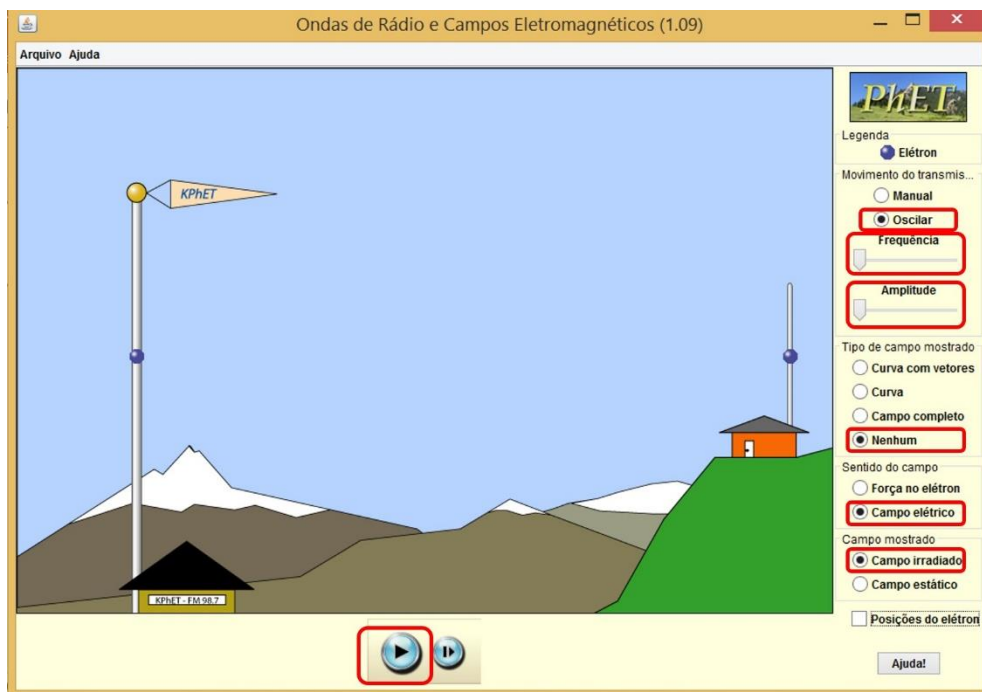 Ondas de Rádio e Campos Eletromagnéticos (1.09)
Arquivo Ajuda
KPhET
KPhET - FM 98.7
PhET
Legenda
Elétron
Movimento do transmis...
Manual
Oscilar
Frequência
Amplitude
Tipo de campo mostrado
Curva com vetores
Curva
Campo completo
Nenhum
Sentido do campo
Força no elétron
Campo elétrico
Campo mostrado
Campo irradiado
Campo estático
Posições do elétron
Ajuda!